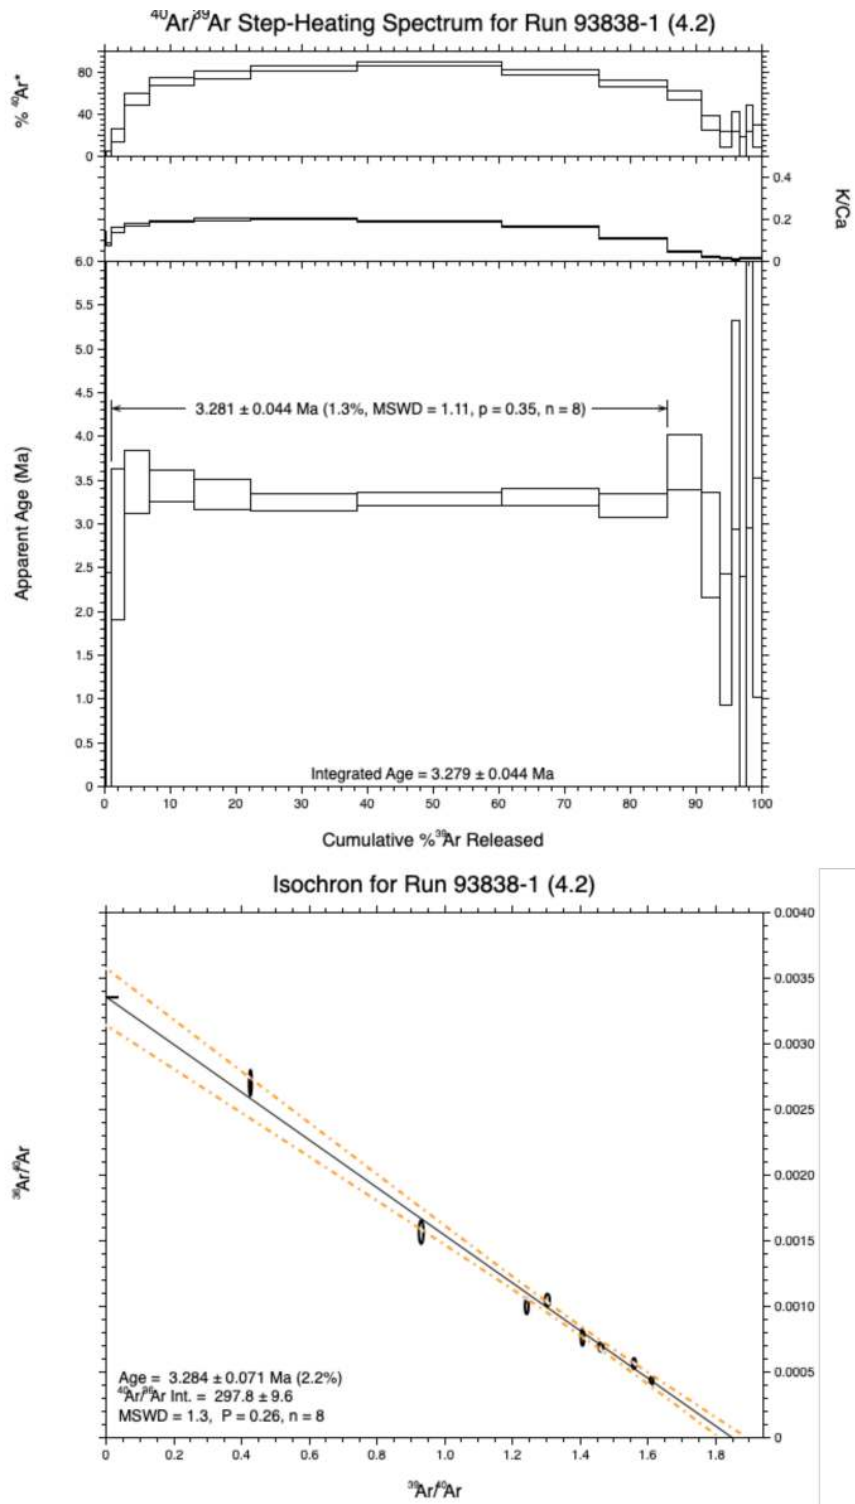 ⁴⁰Ar/³⁹Ar Step-Heating Spectrum for Run 93838-1 (4.2)
% ⁴⁰Ar*
80
40
0
K/Ca
0.4
0.2
0
Apparent Age (Ma)
6.0
5.5
5.0
4.5
4.0
3.5
3.0
2.5
2.0
1.5
1.0
0.5
0
3.281 ± 0.044 Ma (1.3%, MSWD = 1.11, p = 0.35, n = 8)
Integrated Age = 3.279 ± 0.044 Ma
0 10 20 30 40 50 60 70 80 90 100
Cumulative %³⁹Ar Released
Isochron for Run 93838-1 (4.2)
³⁶Ar/⁴⁰Ar
0.0040
0.0035
0.0030
0.0025
0.0020
0.0015
0.0010
0.0005
0
Age = 3.284 ± 0.071 Ma (2.2%)
⁴⁰Ar/³⁶Ar Int. = 297.8 ± 9.6
MSWD = 1.3, P = 0.26, n = 8
0.0 0.2 0.4 0.6 0.8 1.0 1.2 1.4 1.6 1.8
³⁹Ar/⁴⁰Ar